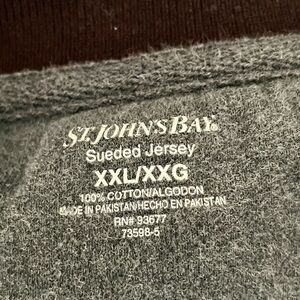 ST. JOHN'S BAY®
Sueded Jersey
XXL/XXG
100% COTTON/ALGODON
MADE IN PAKISTAN/HECHO EN PAKISTAN
RN# 93677
73598-5